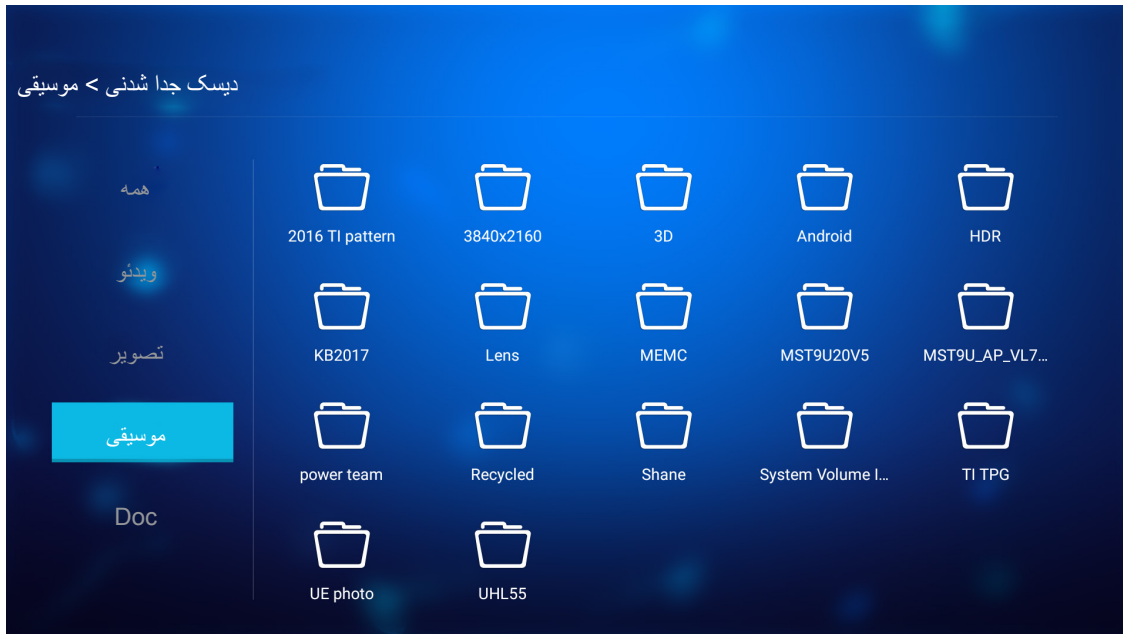 دیسک جدا شدنی > موسیقی
همه
ویدئو
تصویر
موسیقی
Doc
2016 TI pattern
3840x2160
3D
Android
HDR
KB2017
Lens
MEMC
MST9U20V5
MST9U_AP_VL7...
power team
Recycled
Shane
System Volume I...
TI TPG
UE photo
UHL55